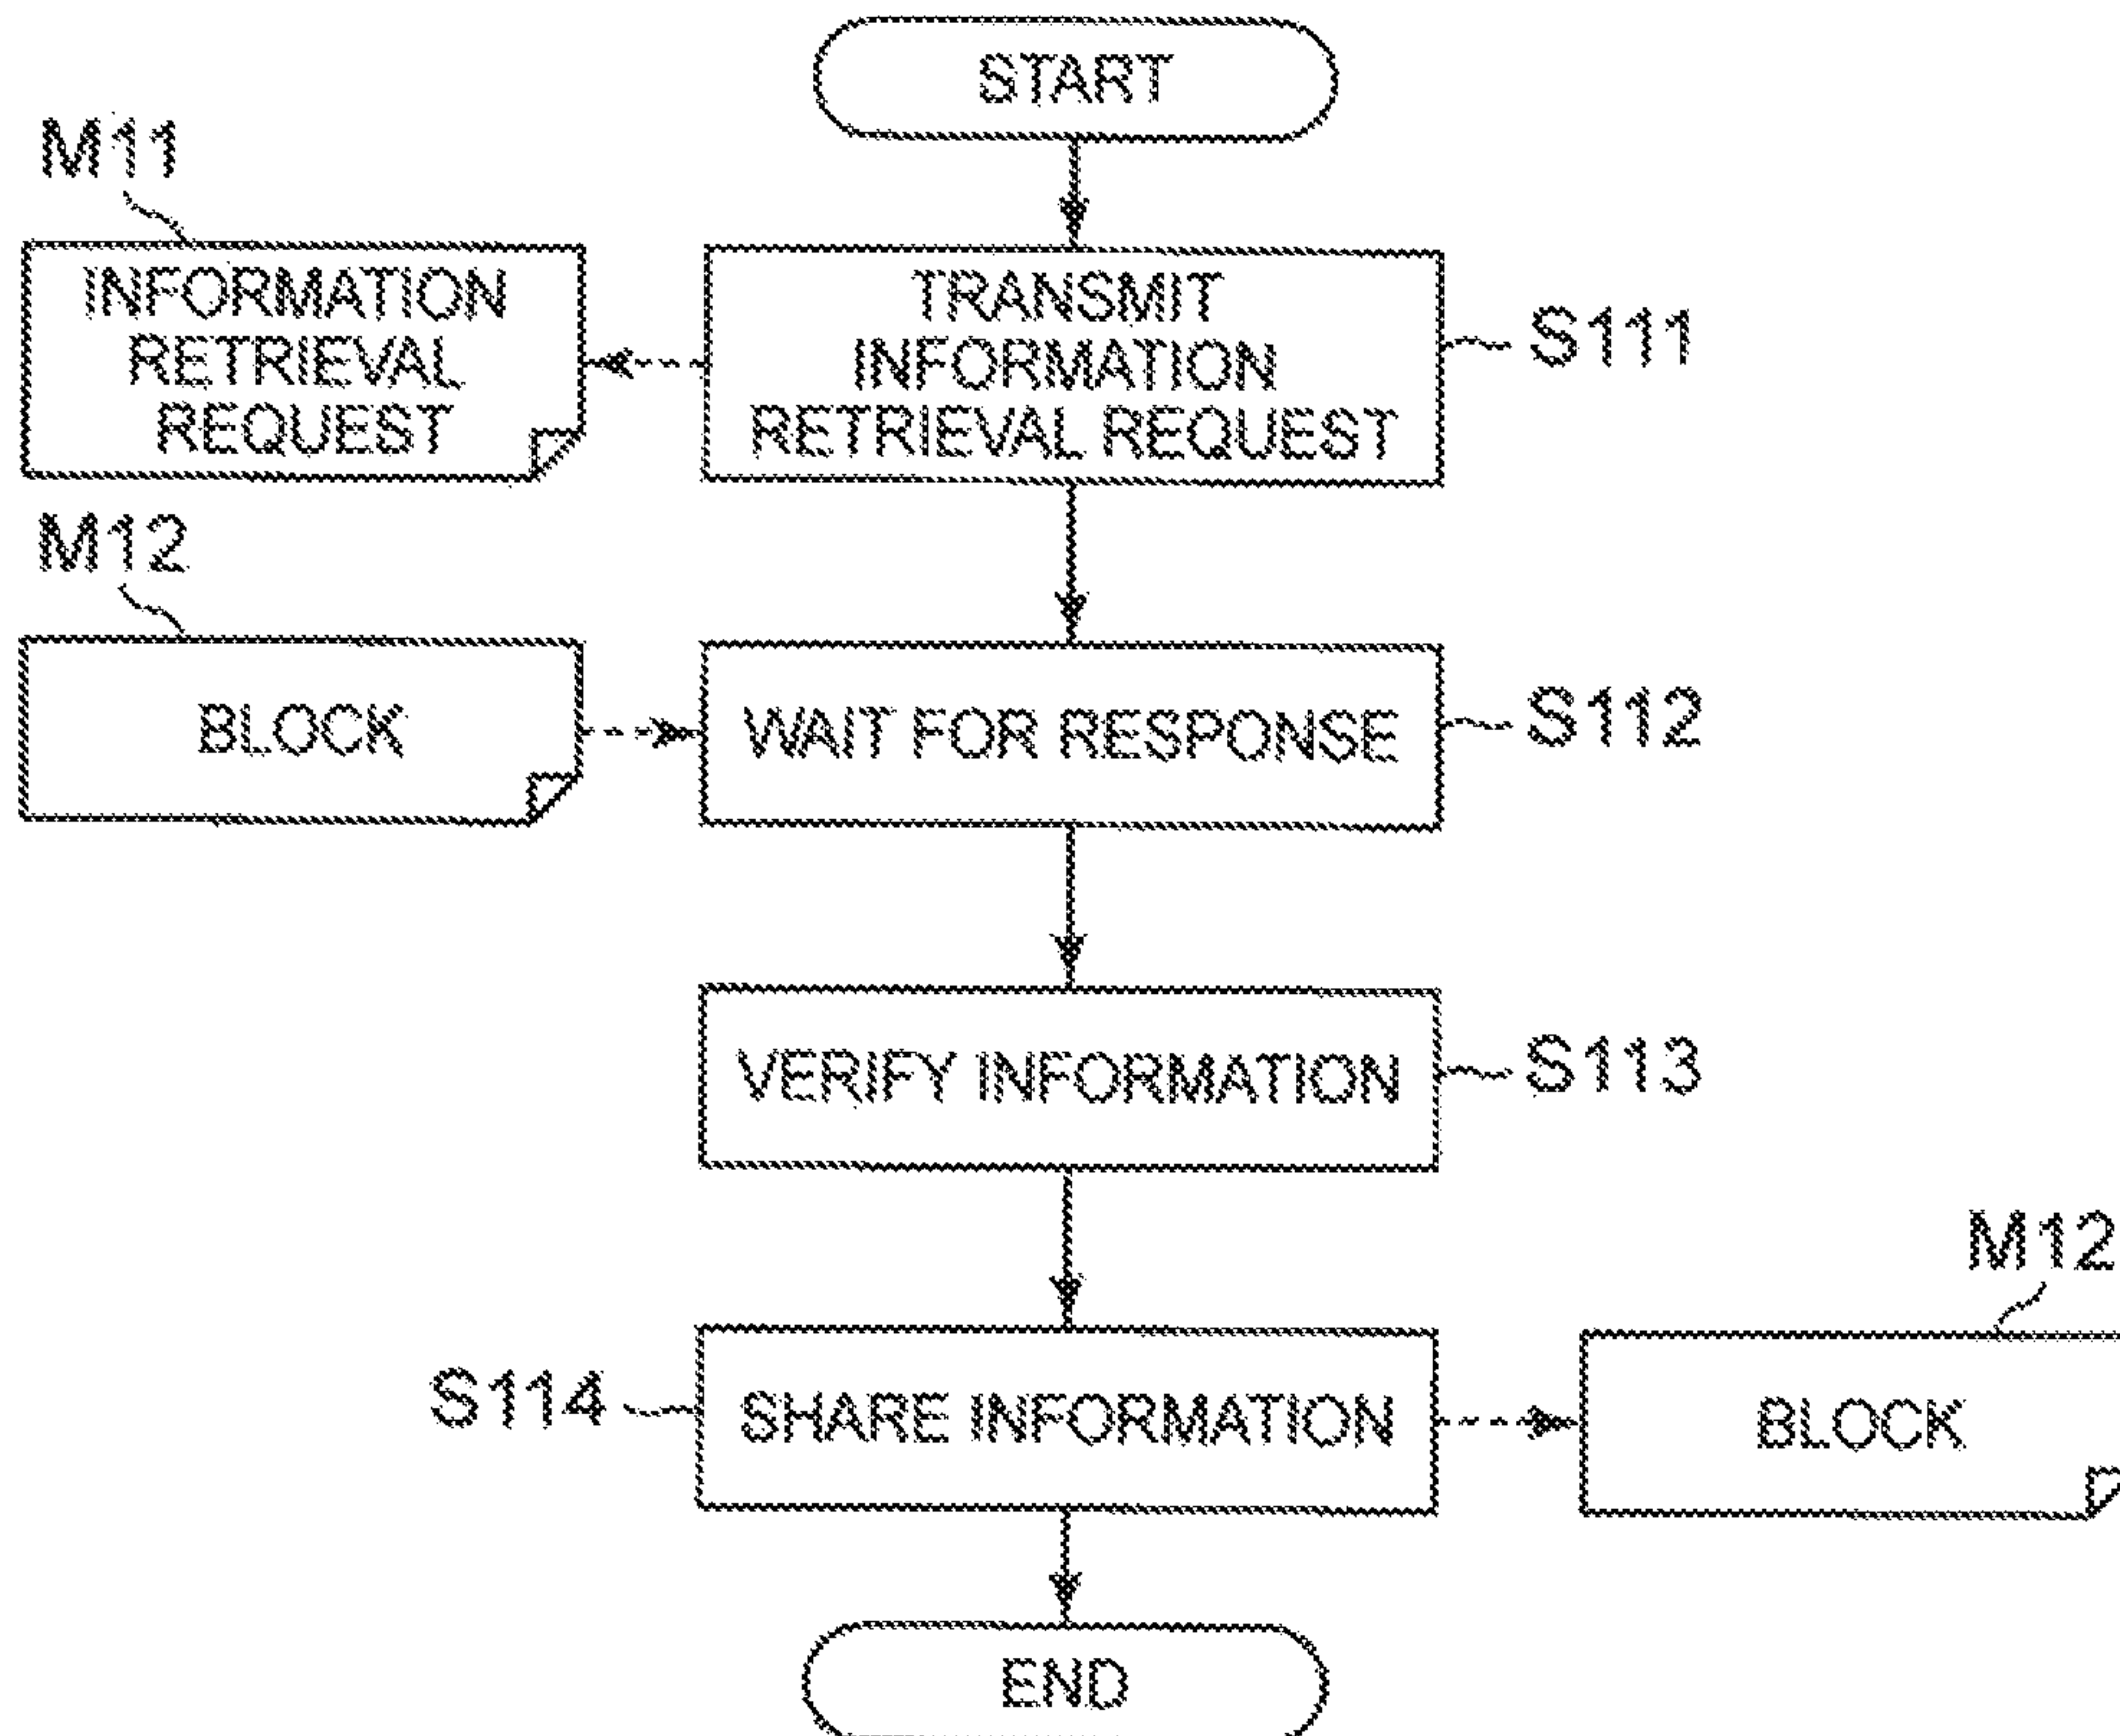 START
M11
INFORMATION
RETRIEVAL
REQUEST
TRANSMIT
INFORMATION
RETRIEVAL REQUEST
S111
M12
BLOCK
WAIT FOR RESPONSE
S112
VERIFY INFORMATION
S113
M12
S114
SHARE INFORMATION
BLOCK
END